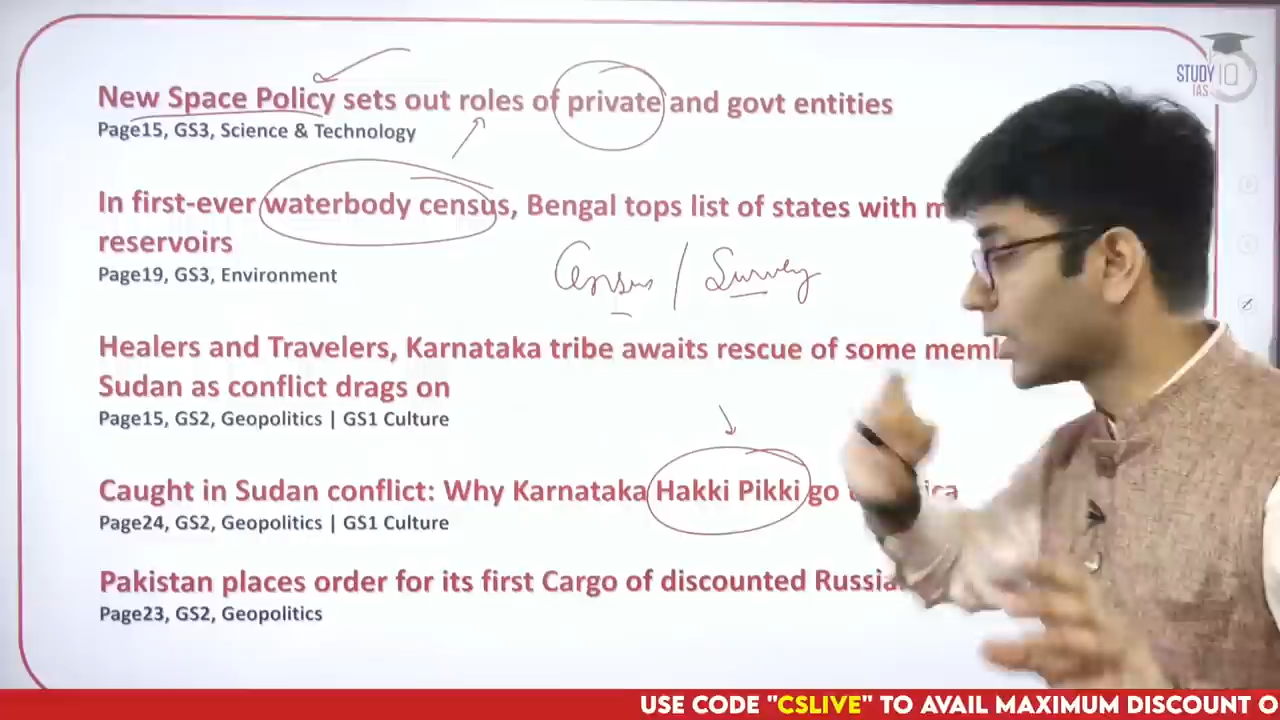 STUDY IQ
IAS
New Space Policy sets out roles of private and govt entities
Page15, GS3, Science & Technology
In first-ever waterbody census, Bengal tops list of states with
reservoirs
Page19, GS3, Environment
Census / Survey
Healers and Travelers, Karnataka tribe awaits rescue of some
Sudan as conflict drags on
Page15, GS2, Geopolitics | GS1 Culture
Caught in Sudan conflict: Why Karnataka Hakki Pikki go
Page24, GS2, Geopolitics | GS1 Culture
Pakistan places order for its first Cargo of discounted
Page23, GS2, Geopolitics
USE CODE "CSLIVE" TO AVAIL MAXIMUM DISCOUNT